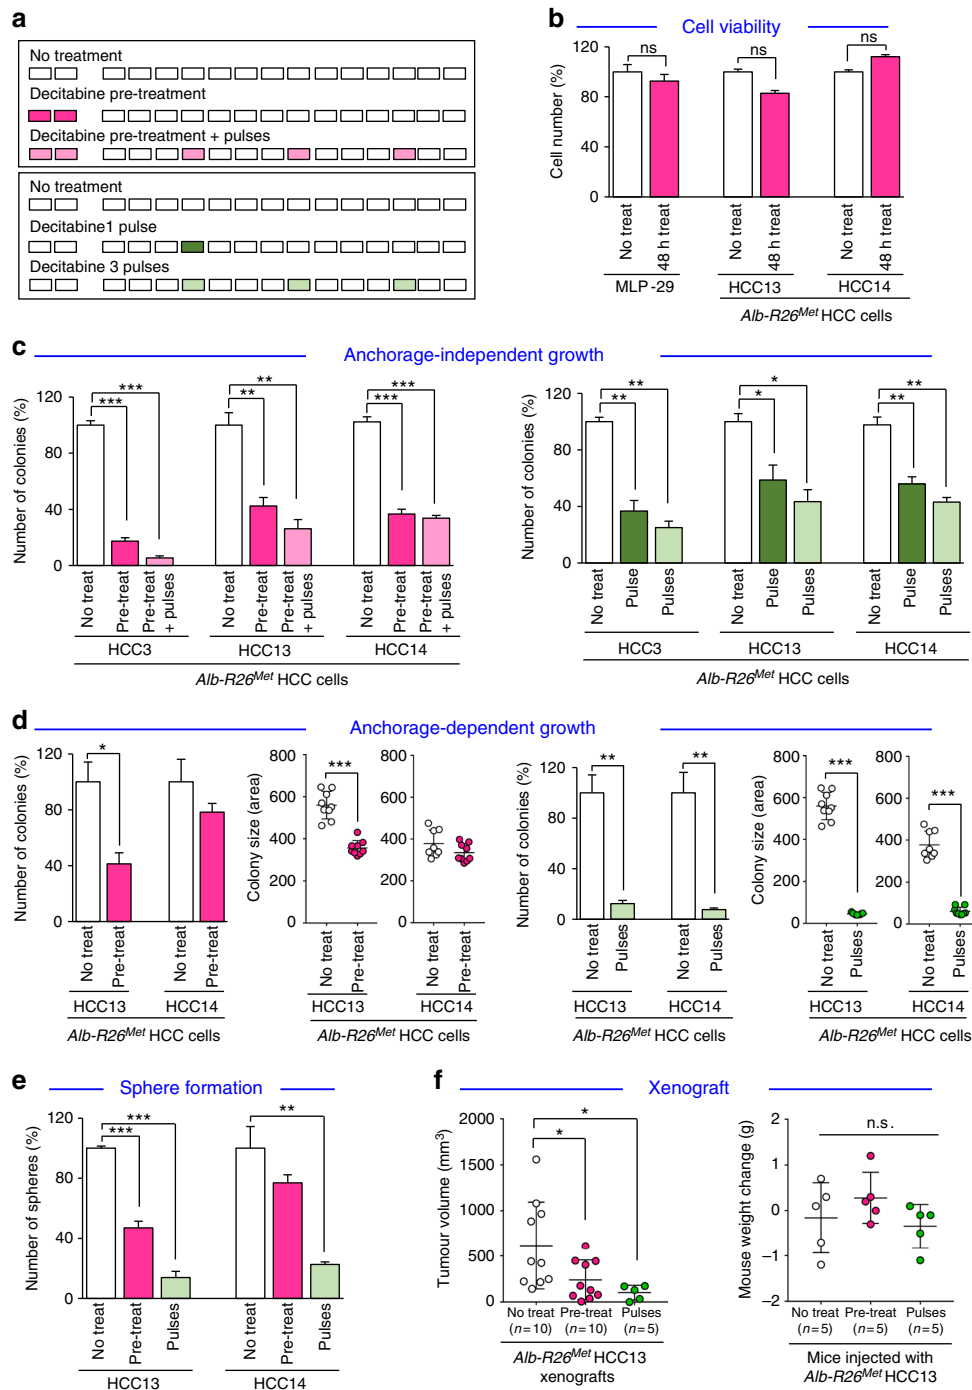 a
No treatment
Decitabine pre-treatment
Decitabine pre-treatment + pulses
No treatment
Decitabine1 pulse
Decitabine 3 pulses
b
Cell viability
Cell number (%)
120
80
40
0
ns
ns
ns
No treat
48 h treat
No treat
48 h treat
No treat
48 h treat
MLP-29
HCC13
HCC14
Alb-R26Met HCC cells
c
Anchorage-independent growth
Number of colonies (%)
120
80
40
0
***
***
**
**
***
***
No treat
Pre-treat
Pre-treat + pulses
No treat
Pre-treat
Pre-treat + pulses
No treat
Pre-treat
Pre-treat + pulses
HCC3
HCC13
HCC14
Alb-R26Met HCC cells
Number of colonies (%)
120
80
40
0
**
**
*
*
**
**
No treat
Pulse
Pulses
No treat
Pulse
Pulses
No treat
Pulse
Pulses
HCC3
HCC13
HCC14
Alb-R26Met HCC cells
d
Anchorage-dependent growth
Number of colonies (%)
120
80
40
0
*
No treat
Pre-treat
No treat
Pre-treat
HCC13
HCC14
Alb-R26Met HCC cells
Colony size (area)
800
600
400
200
0
***
No treat
Pre-treat
HCC13
800
600
400
200
0
No treat
Pre-treat
HCC14
Alb-R26Met HCC cells
Number of colonies (%)
120
80
40
0
**
**
No treat
Pulses
No treat
Pulses
HCC13
HCC14
Alb-R26Met HCC cells
Colony size (area)
800
600
400
200
0
***
No treat
Pulses
HCC13
800
600
400
200
0
***
No treat
Pulses
HCC14
Alb-R26Met HCC cells
e
Sphere formation
Number of spheres (%)
120
80
40
0
***
***
**
No treat
Pre-treat
Pulses
No treat
Pre-treat
Pulses
HCC13
HCC14
f
Xenograft
Tumour volume (mm3)
2000
1500
1000
500
0
*
*
No treat
(n=10)
Pre-treat
(n=10)
Pulses
(n=5)
Alb-R26Met HCC13
xenografts
Mouse weight change (g)
2
1
0
−1
−2
n.s.
No treat
(n=5)
Pre-treat
(n=5)
Pulses
(n=5)
Mice injected with
Alb-R26Met HCC13